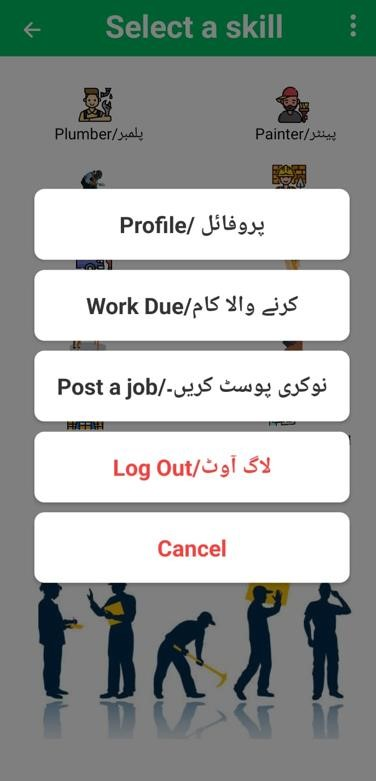 Select a skill
Plumber/پلمبر
Painter/پینٹر
Profile/ پروفائل
Work Due/کرنے والا کام
Post a job/نوکری پوسٹ کریں۔
Log Out/لاگ آوٹ
Cancel